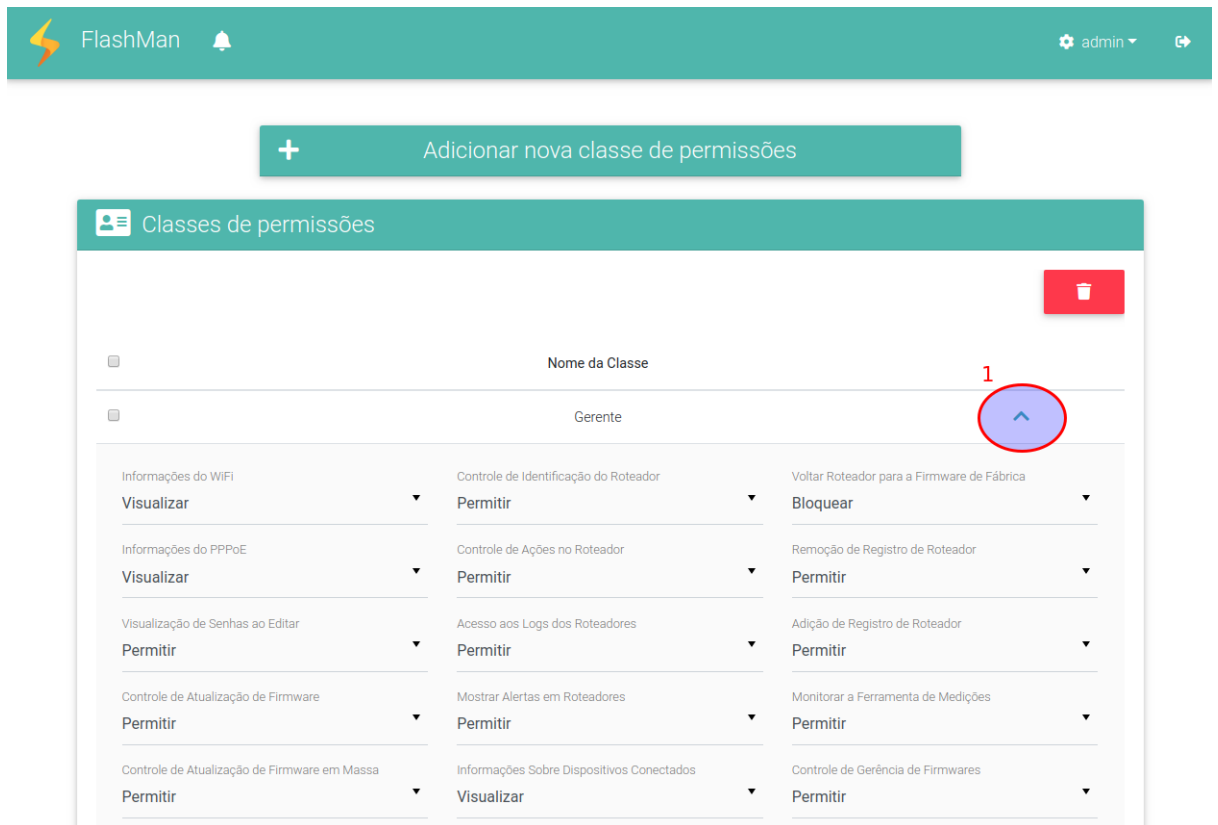 FlashMan
admin
Adicionar nova classe de permissões
Classes de permissões
Nome da Classe
1
Gerente
Informações do WiFi
Controle de Identificação do Roteador
Voltar Roteador para a Firmware de Fábrica
Visualizar
Permitir
Bloquear
Informações do PPPoE
Controle de Ações no Roteador
Remoção de Registro de Roteador
Visualizar
Permitir
Permitir
Visualização de Senhas ao Editar
Acesso aos Logs dos Roteadores
Adição de Registro de Roteador
Permitir
Permitir
Permitir
Controle de Atualização de Firmware
Mostrar Alertas em Roteadores
Monitorar a Ferramenta de Medições
Permitir
Permitir
Permitir
Controle de Atualização de Firmware em Massa
Informações Sobre Dispositivos Conectados
Controle de Gerência de Firmwares
Permitir
Visualizar
Permitir